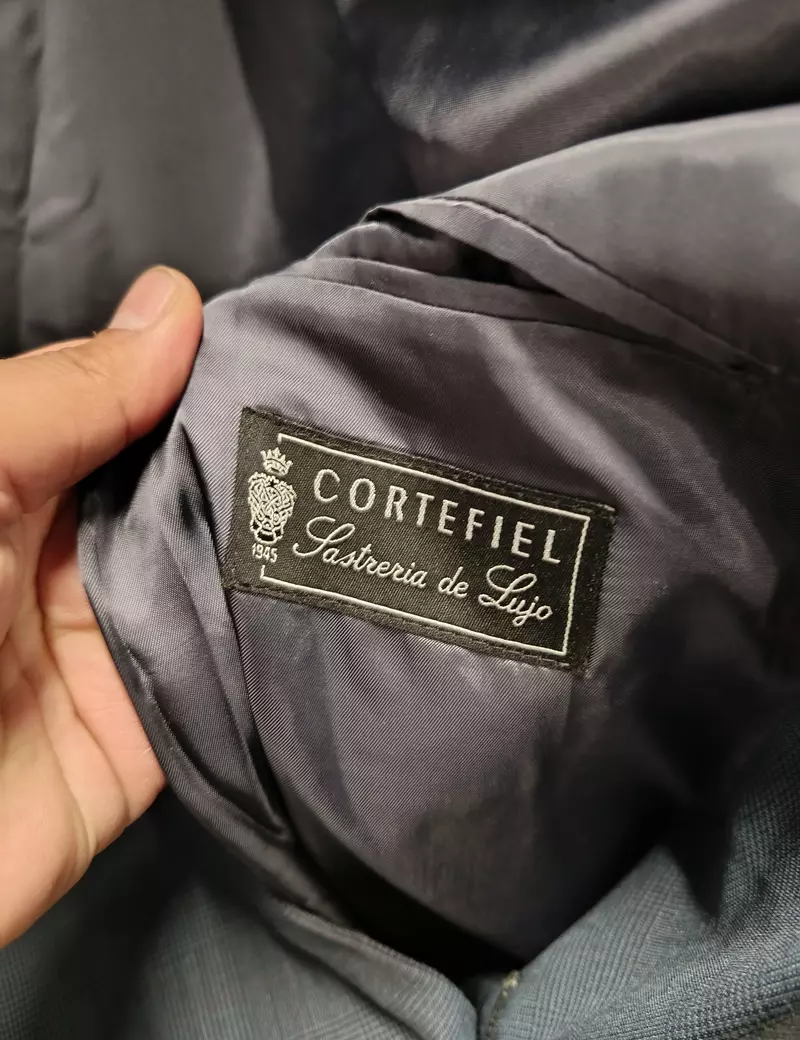 CORTEFIEL
Sastreria de Lujo
1945